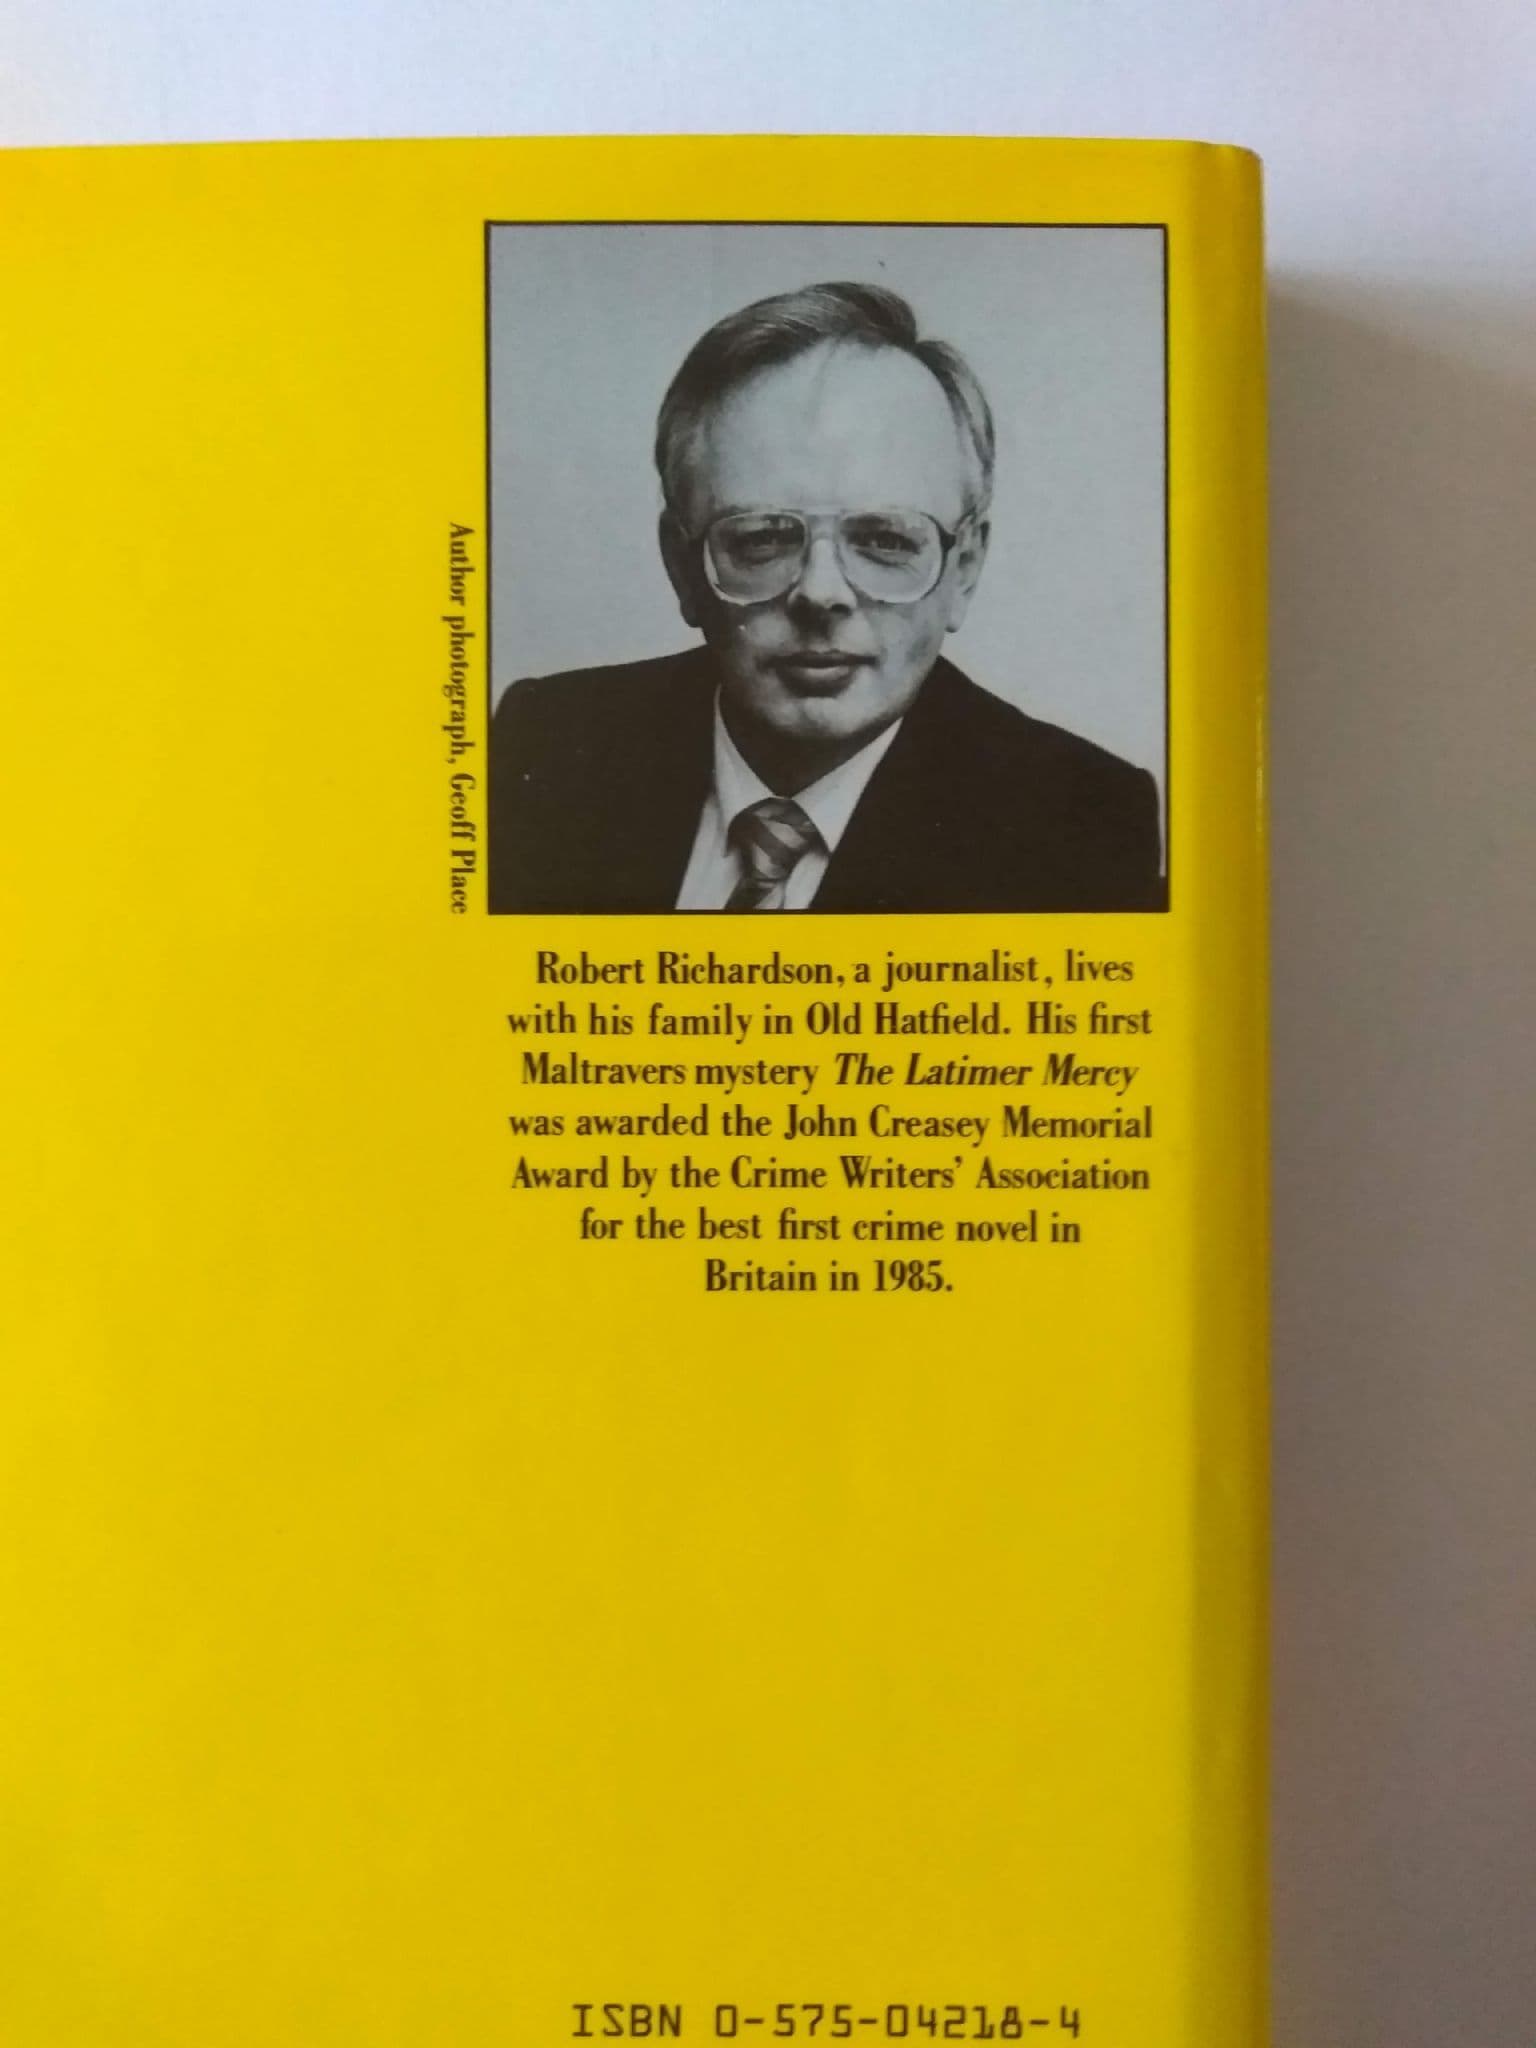 Author photograph, Geoff Place
Robert Richardson, a journalist, lives
with his family in Old Hatfield. His first
Maltravers mystery The Latimer Mercy
was awarded the John Creasey Memorial
Award by the Crime Writers’ Association
for the best first crime novel in
Britain in 1985.
ISBN 0-575-04218-4